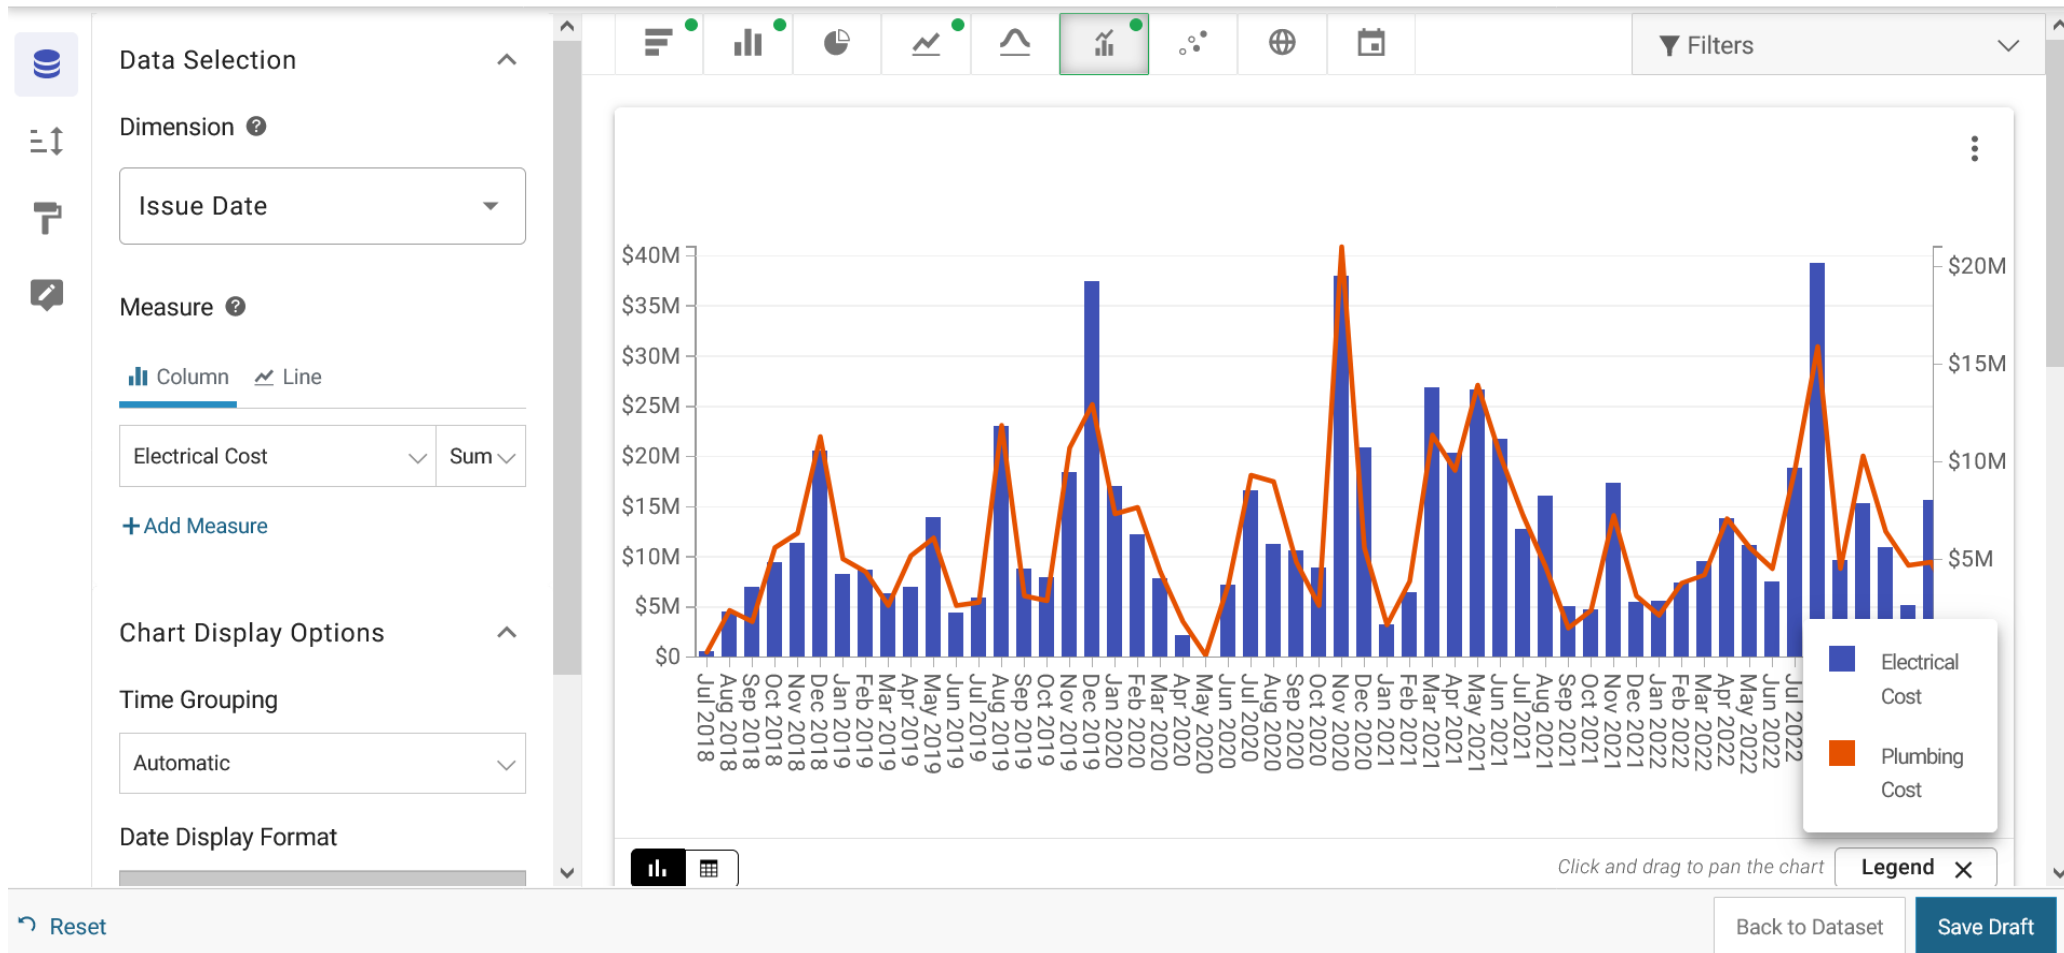 Data Selection
Filters
Dimension ?
Issue Date
Measure ?
Column
Line
Electrical Cost
Sum
+Add Measure
Chart Display Options
Time Grouping
Automatic
Date Display Format
$40M
$35M
$30M
$25M
$20M
$15M
$10M
$5M
$0
$20M
$15M
$10M
$5M
Jul 2018
Aug 2018
Sep 2018
Oct 2018
Nov 2018
Dec 2018
Jan 2019
Feb 2019
Mar 2019
Apr 2019
May 2019
Jun 2019
Jul 2019
Aug 2019
Sep 2019
Oct 2019
Nov 2019
Dec 2019
Jan 2020
Feb 2020
Mar 2020
Apr 2020
May 2020
Jun 2020
Jul 2020
Aug 2020
Sep 2020
Oct 2020
Nov 2020
Dec 2020
Jan 2021
Feb 2021
Mar 2021
Apr 2021
May 2021
Jun 2021
Jul 2021
Aug 2021
Sep 2021
Oct 2021
Nov 2021
Dec 2021
Jan 2022
Feb 2022
Mar 2022
Apr 2022
May 2022
Jun 2022
Jul 2022
Electrical
Cost
Plumbing
Cost
Click and drag to pan the chart
Legend
Reset
Back to Dataset
Save Draft